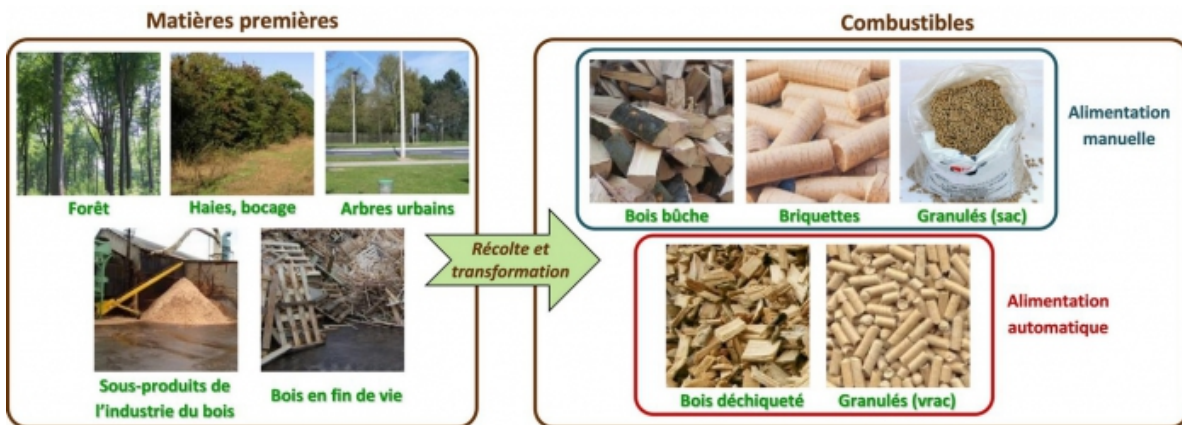 Matières premières
Forêt
Haies, bocage
Arbres urbains
Sous-produits de
l'industrie du bois
Bois en fin de vie
Récolte et
transformation
Combustibles
Bois bûche
Briquettes
Granulés (sac)
Alimentation
manuelle
Bois déchiqueté
Granulés (vrac)
Alimentation
automatique